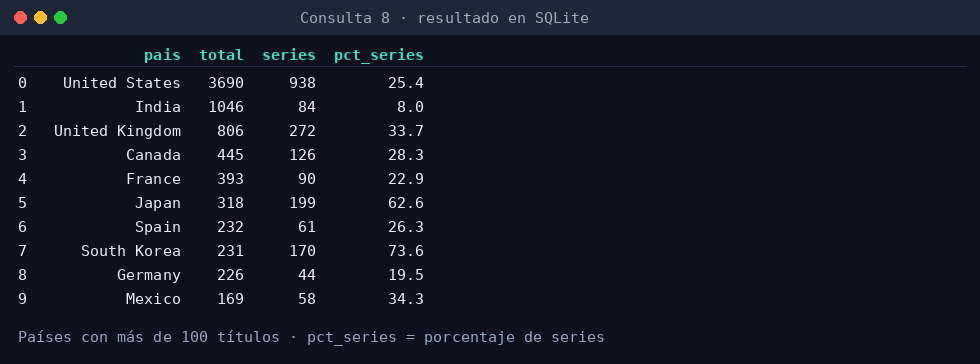 Consulta 8 · resultado en SQLite
pais total series pct_series
0 United States 3690 938 25.4
1 India 1046 84 8.0
2 United Kingdom 806 272 33.7
3 Canada 445 126 28.3
4 France 393 90 22.9
5 Japan 318 199 62.6
6 Spain 232 61 26.3
7 South Korea 231 170 73.6
8 Germany 226 44 19.5
9 Mexico 169 58 34.3
Países con más de 100 títulos · pct_series = porcentaje de series